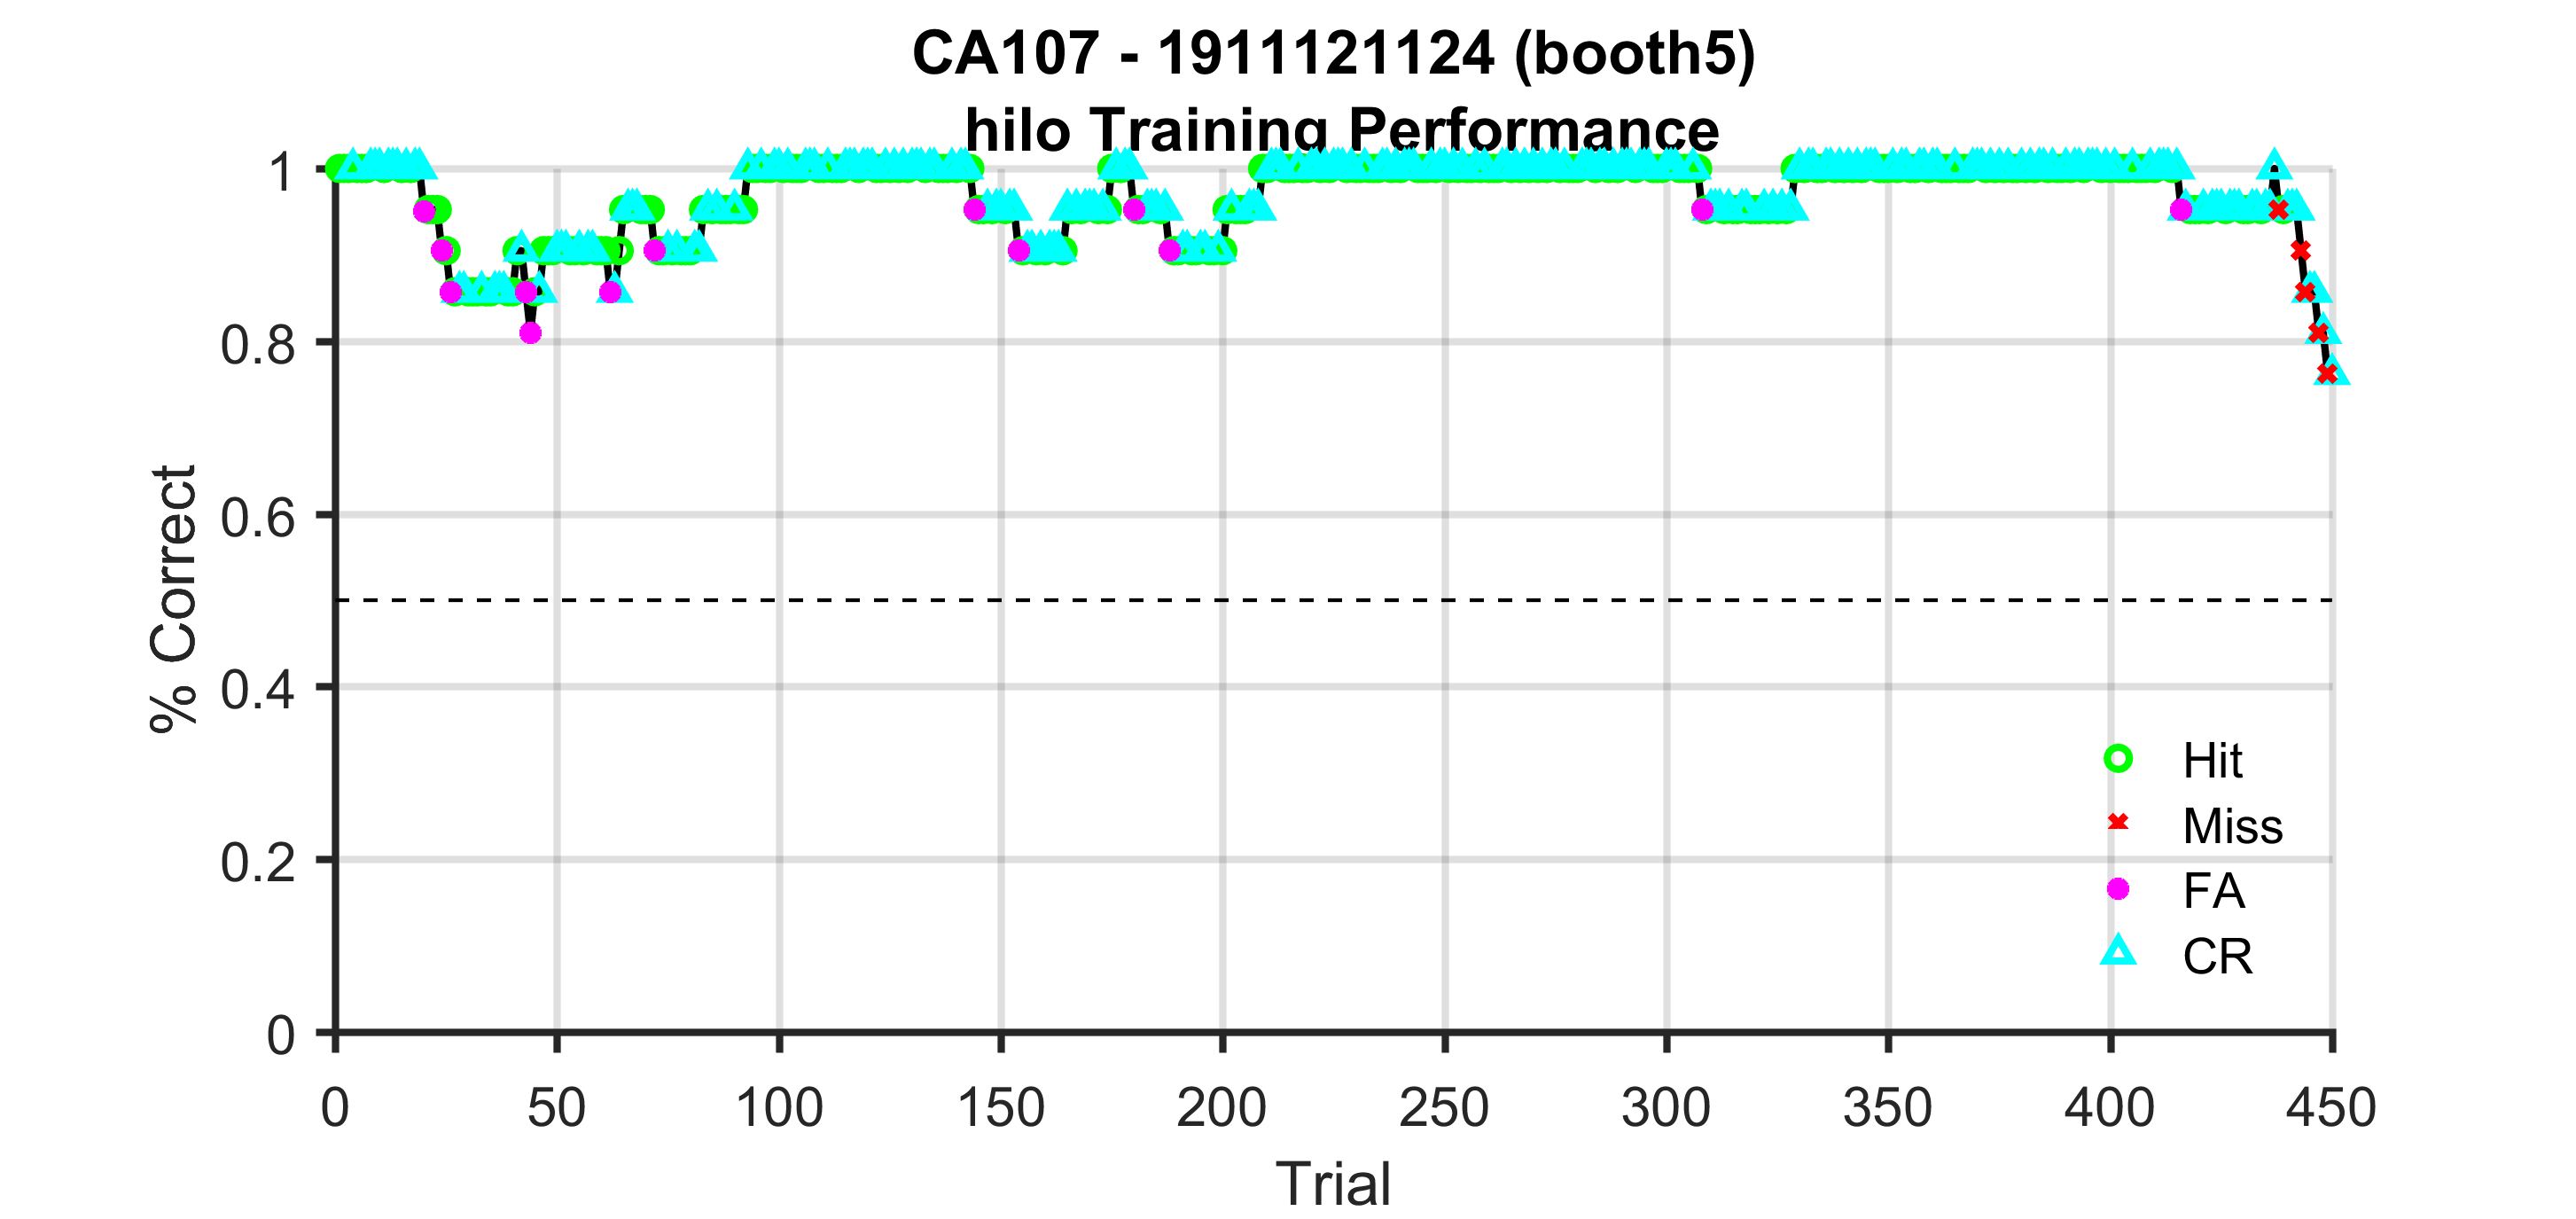 CA107 - 1911121124 (booth5)
hilo Training Performance
% Correct
1
0.8
0.6
0.4
0.2
0
0 50 100 150 200 250 300 350 400 450
Trial
Hit
Miss
FA
CR